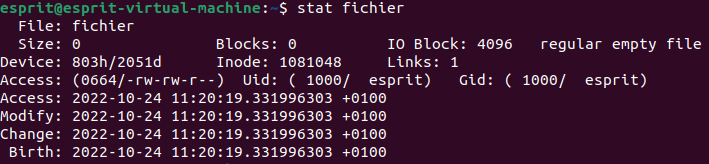 esprit@esprit-virtual-machine:~$ stat fichier
  File: fichier
  Size: 0         	Blocks: 0          IO Block: 4096   regular empty file
Device: 803h/2051d	Inode: 1081048     Links: 1
Access: (0664/-rw-rw-r--)  Uid: ( 1000/  esprit)   Gid: ( 1000/  esprit)
Access: 2022-10-24 11:20:19.331996303 +0100
Modify: 2022-10-24 11:20:19.331996303 +0100
Change: 2022-10-24 11:20:19.331996303 +0100
 Birth: 2022-10-24 11:20:19.331996303 +0100